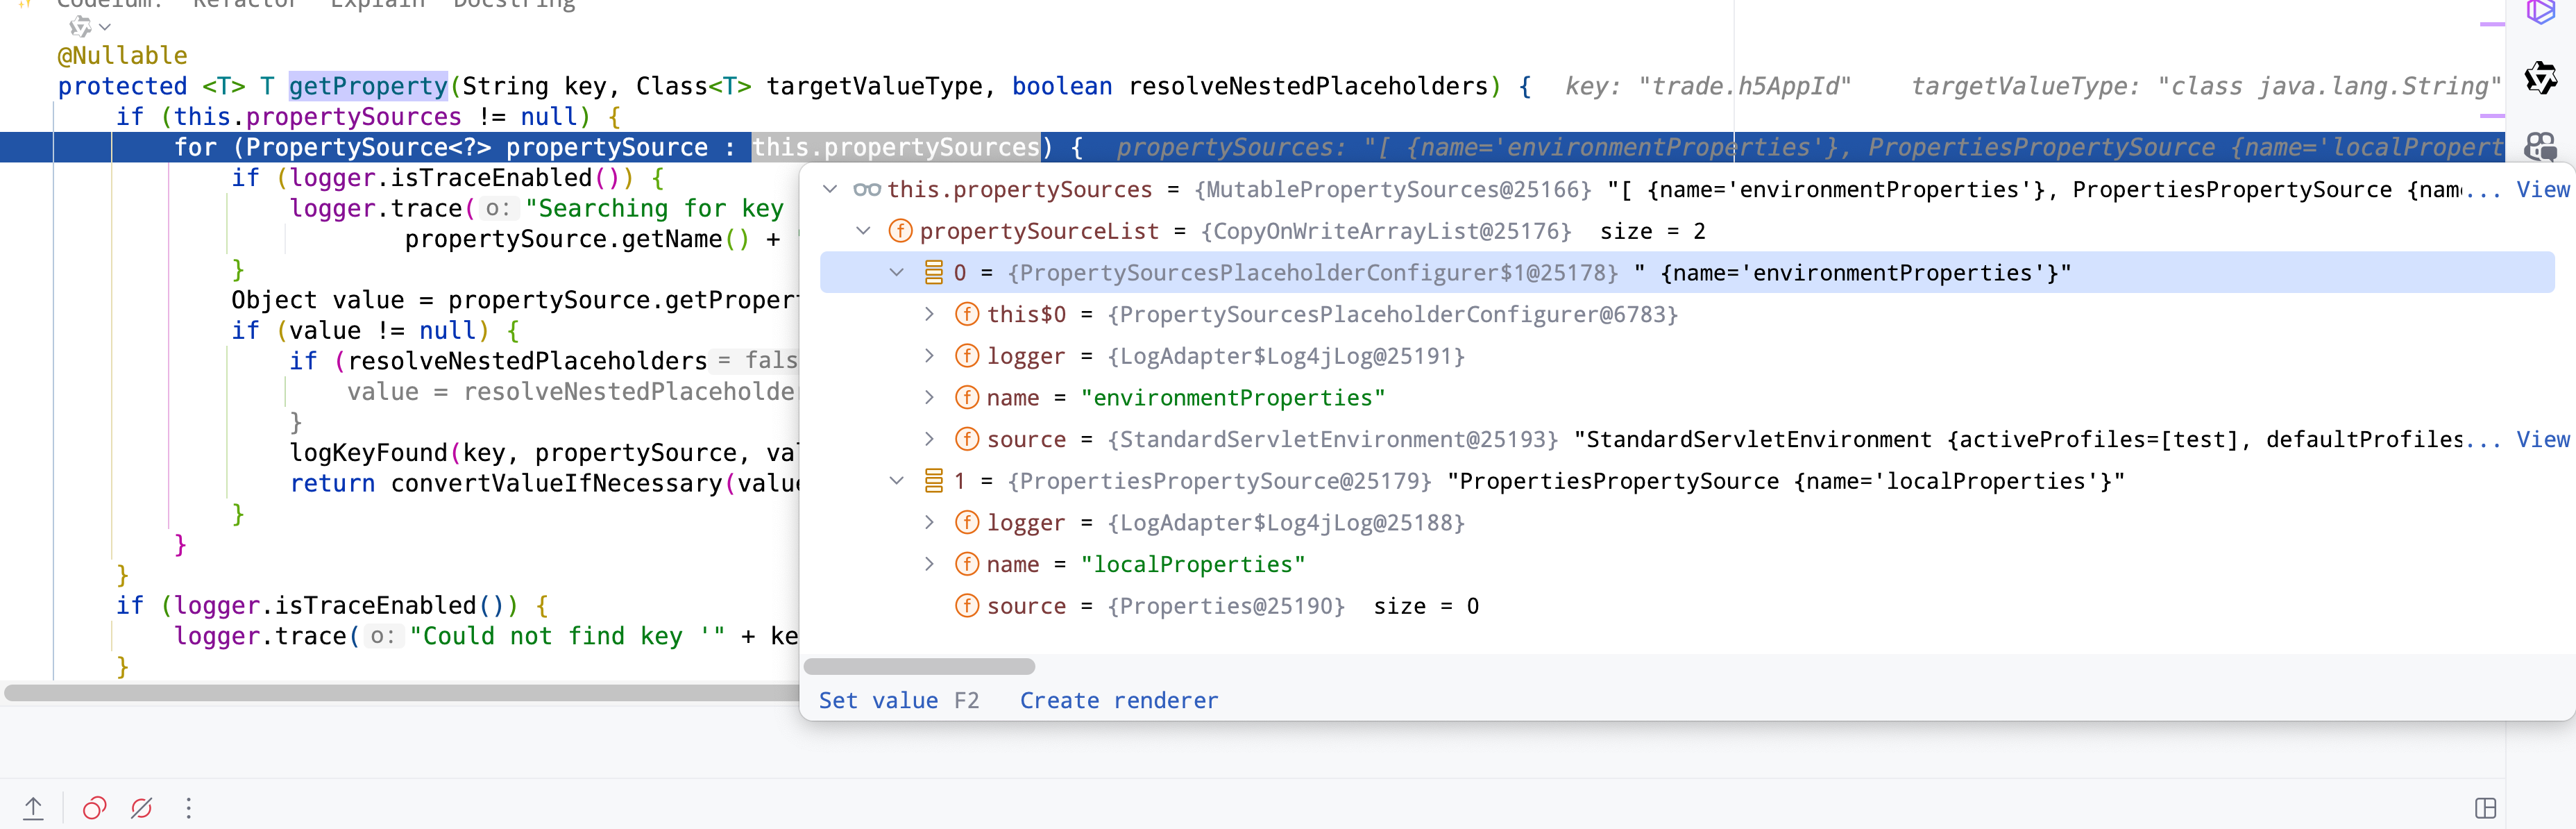 Codeium: Refactor Explain Docstring
@Nullable
protected <T> T getProperty(String key, Class<T> targetValueType, boolean resolveNestedPlaceholders) { key: "trade.h5AppId" targetValueType: "class java.lang.String"
if (this.propertySources != null) {
for (PropertySource<?> propertySource : this.propertySources) { propertySources: "[ {name='environmentProperties'}, PropertiesPropertySource {name='localPropert
if (logger.isTraceEnabled()) {
logger.trace( o: "Searching for key
propertySource.getName() + "
}
Object value = propertySource.getProper
if (value != null) {
if (resolveNestedPlaceholders = fals
value = resolveNestedPlaceholde
}
logKeyFound(key, propertySource, va
return convertValueIfNecessary(value
}
}
}
if (logger.isTraceEnabled()) {
logger.trace( o: "Could not find key '" + ke
}
this.propertySources = {MutablePropertySources@25166} "[ {name='environmentProperties'}, PropertiesPropertySource {nam... View
propertySourceList = {CopyOnWriteArrayList@25176} size = 2
0 = {PropertySourcesPlaceholderConfigurer$1@25178} " {name='environmentProperties'}"
this$0 = {PropertySourcesPlaceholderConfigurer@6783}
logger = {LogAdapter$Log4jLog@25191}
name = "environmentProperties"
source = {StandardServletEnvironment@25193} "StandardServletEnvironment {activeProfiles=[test], defaultProfiles... View
1 = {PropertiesPropertySource@25179} "PropertiesPropertySource {name='localProperties'}"
logger = {LogAdapter$Log4jLog@25188}
name = "localProperties"
source = {Properties@25190} size = 0
Set value F2 Create renderer